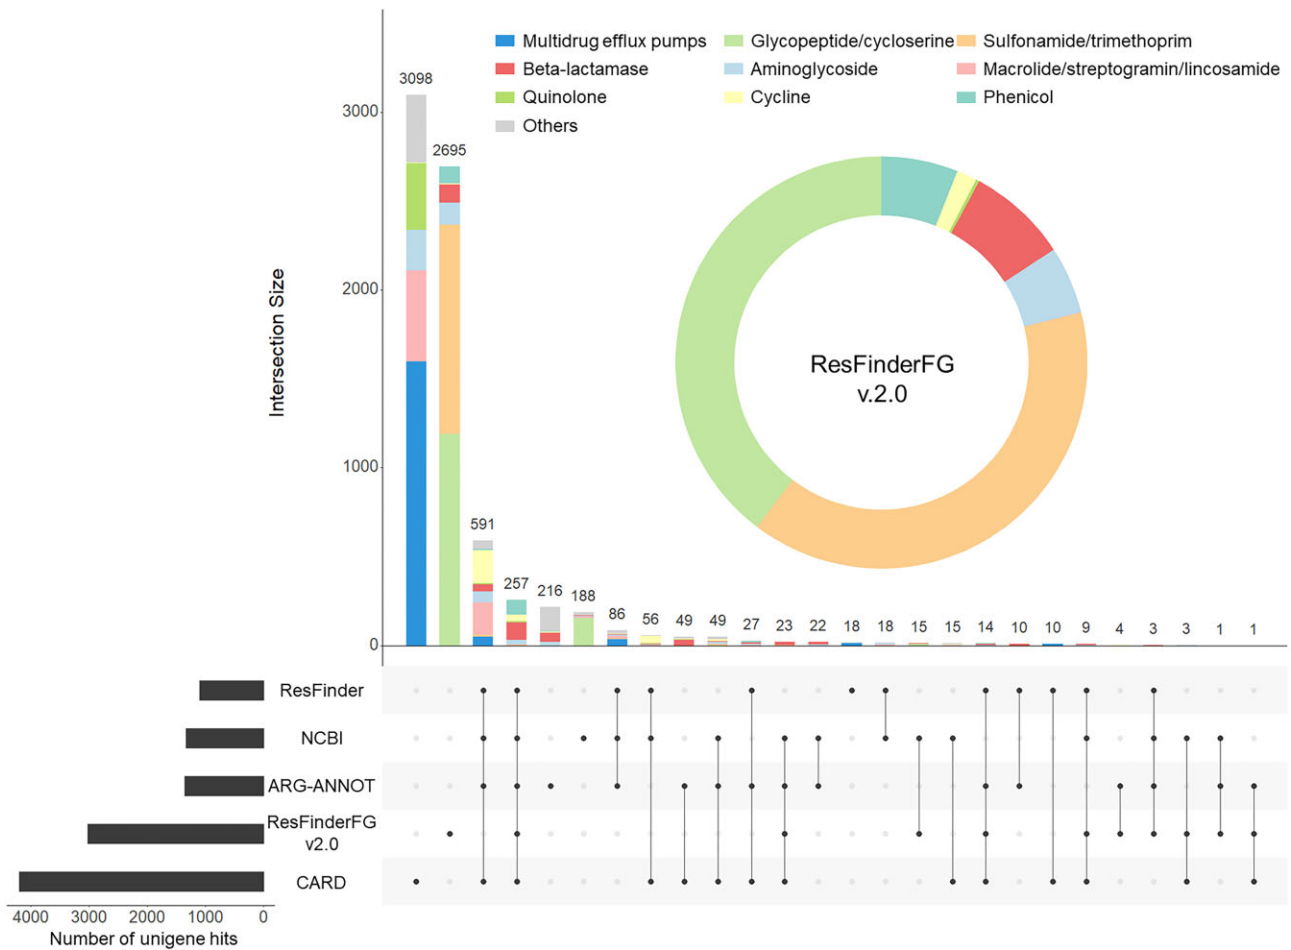 Multidrug efflux pumps
Glycopeptide/cycloserine
Sulfonamide/trimethoprim
Beta-lactamase
Aminoglycoside
Macrolide/streptogramin/lincosamide
Quinolone
Cycline
Phenicol
Others
3098
2695
591
257
216
188
86
56
49
49
27
23
22
18
18
15
15
14
10
10
9
4
3
3
1
1
3000
2000
1000
0
Intersection Size
ResFinderFG
v.2.0
ResFinder
NCBI
ARG-ANNOT
ResFinderFG
v2.0
CARD
4000 3000 2000 1000 0
Number of unigene hits